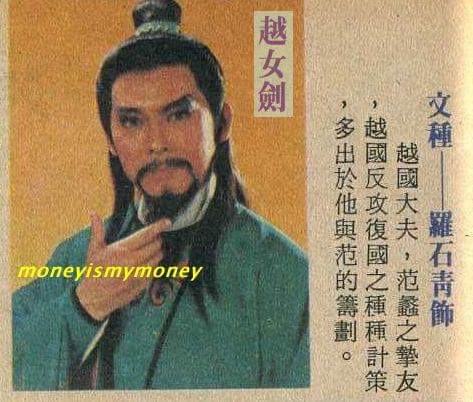 越女劍
文種——羅石青飾
越國大夫，范蠡之摯友
，越國反攻復國之種種計策
，多出於他與范的籌劃。
moneyismymoney